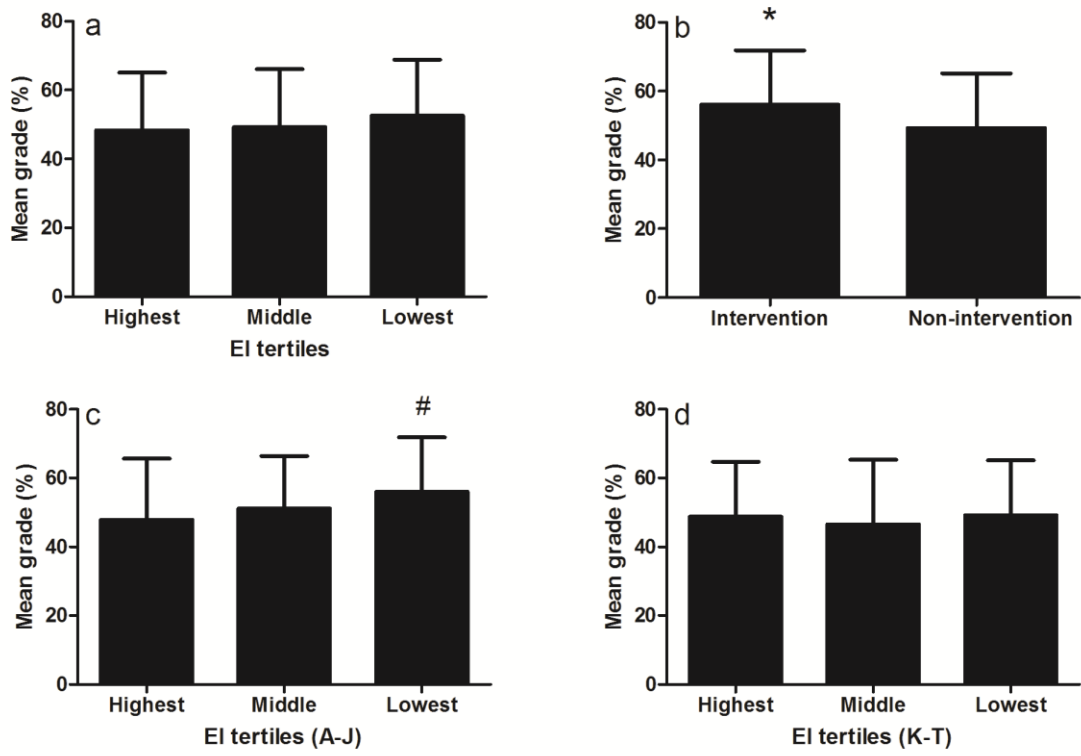 a
Mean grade (%)
80
60
40
20
0
Highest Middle Lowest
EI tertiles
b
*
Mean grade (%)
80
60
40
20
0
Intervention Non-intervention
c
#
Mean grade (%)
80
60
40
20
0
Highest Middle Lowest
EI tertiles (A-J)
d
Mean grade (%)
80
60
40
20
0
Highest Middle Lowest
EI tertiles (K-T)